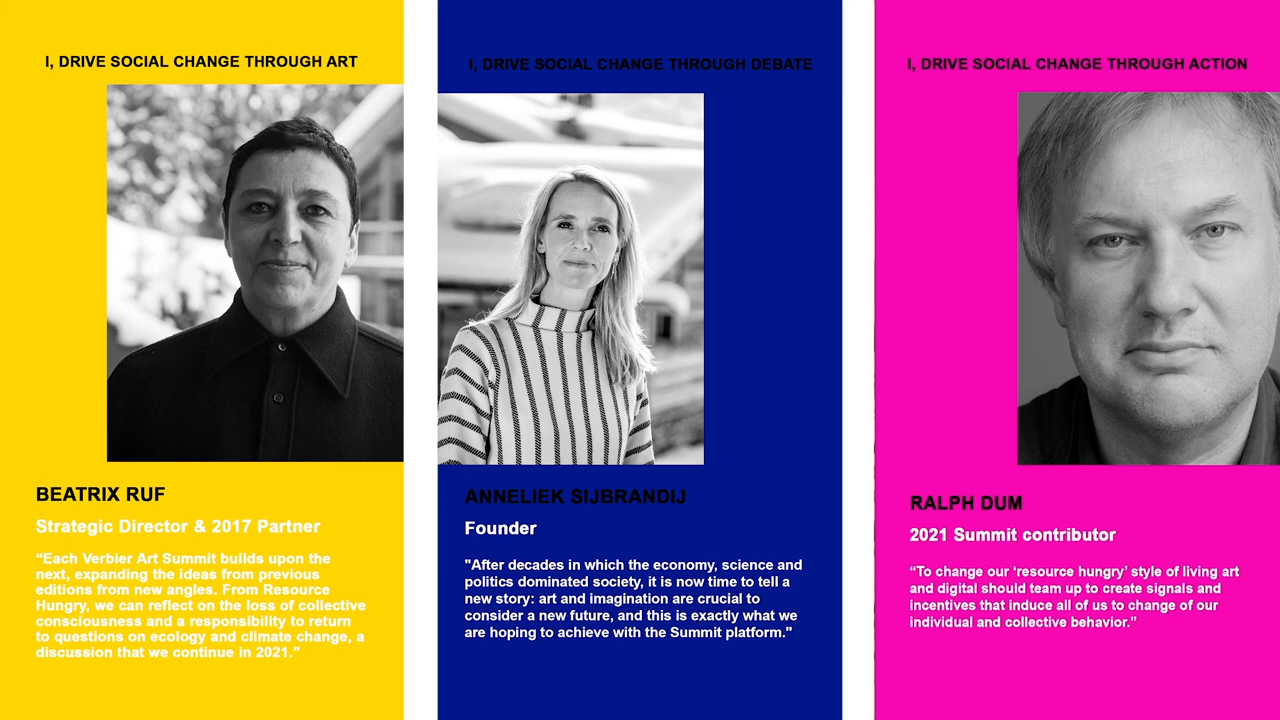 I, DRIVE SOCIAL CHANGE THROUGH ART
BEATRIX RUF
Strategic Director & 2017 Partner
“Each Verbier Art Summit builds upon the
next, expanding the ideas from previous
editions from new angles. From Resource
Hungry, we can reflect on the loss of collective
consciousness and a responsibility to return
to questions on ecology and climate change, a
discussion that we continue in 2021.”
I, DRIVE SOCIAL CHANGE THROUGH DEBATE
ANNELIEK SIJBRANDIJ
Founder
"After decades in which the economy, science and
politics dominated society, it is now time to tell a
new story: art and imagination are crucial to
consider a new future, and this is exactly what we
are hoping to achieve with the Summit platform."
I, DRIVE SOCIAL CHANGE THROUGH ACTION
RALPH DUM
2021 Summit contributor
“To change our ‘resource hungry’ style of living art
and digital should team up to create signals and
incentives that induce all of us to change of our
individual and collective behavior.”